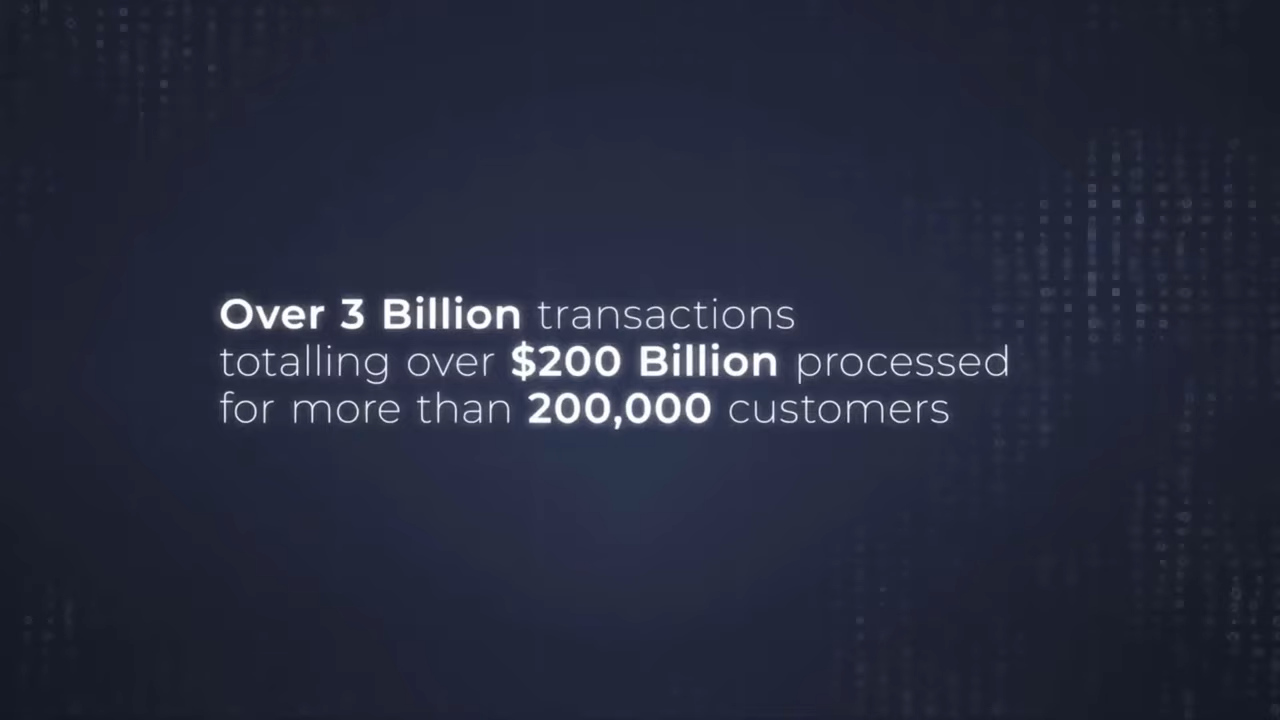 Over 3 Billion transactions
totalling over $200 Billion processed
for more than 200,000 customers